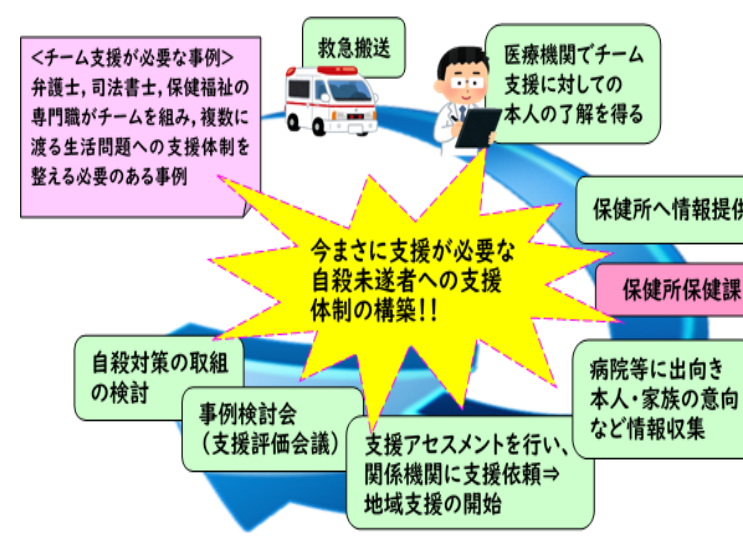 <チーム支援が必要な事例>
弁護士,司法書士,保健福祉の
専門職がチームを組み,複数に
渡る生活問題への支援体制を
整える必要のある事例
救急搬送
医療機関でチーム
支援に対しての
本人の了解を得る
保健所へ情報提供
保健所保健課
今まさに支援が必要な
自殺未遂者への支援
体制の構築!!
病院等に出向き
本人・家族の意向
など情報収集
支援アセスメントを行い、
関係機関に支援依頼⇒
地域支援の開始
事例検討会
(支援評価会議)
自殺対策の取組
の検討